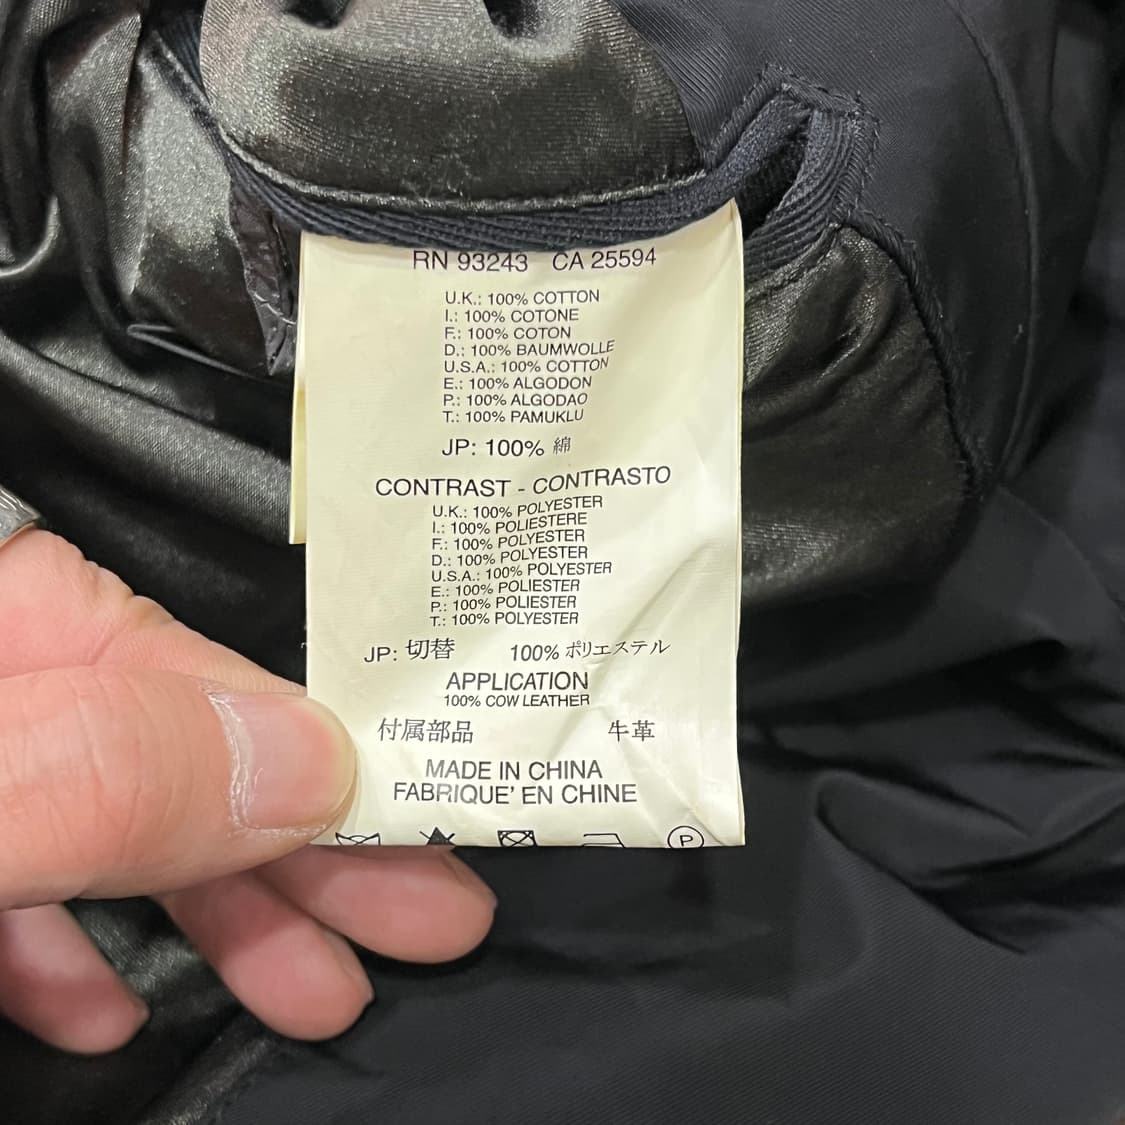 RN 93243 CA 25594
U.K.: 100% COTTON
I.: 100% COTONE
F.: 100% COTON
D.: 100% BAUMWOLLE
U.S.A.: 100% COTTON
E.: 100% ALGODON
P.: 100% ALGODAO
T.: 100% PAMUKLU
JP: 100% 綿
CONTRAST - CONTRASTO
U.K.: 100% POLYESTER
I.: 100% POLIESTERE
F.: 100% POLYESTER
D.: 100% POLYESTER
U.S.A.: 100% POLYESTER
E.: 100% POLIESTER
P.: 100% POLIESTER
T.: 100% POLYESTER
JP: 切替 100% ポリエステル
APPLICATION
100% COW LEATHER
付属部品 牛革
MADE IN CHINA
FABRIQUE' EN CHINE
P